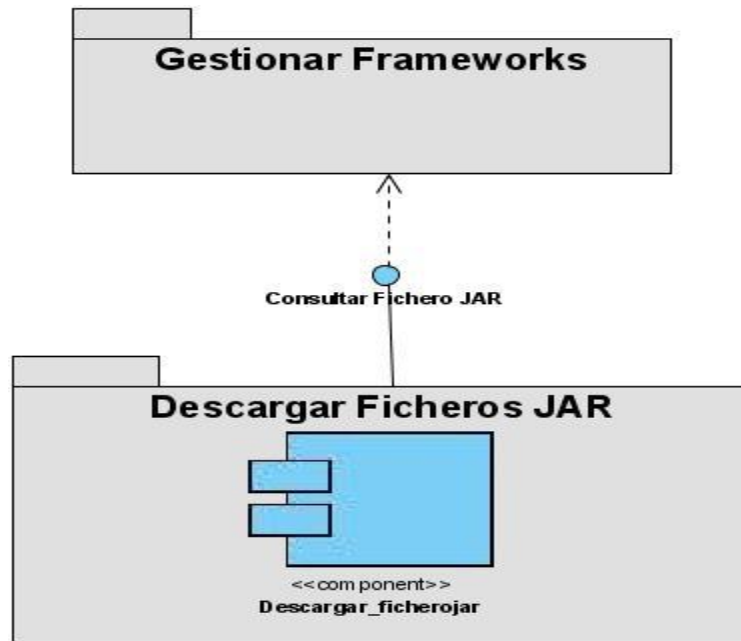 Gestionar Frameworks
Consultar Fichero JAR
Descargar Ficheros JAR
<<component>>
Descargar_ficherojar